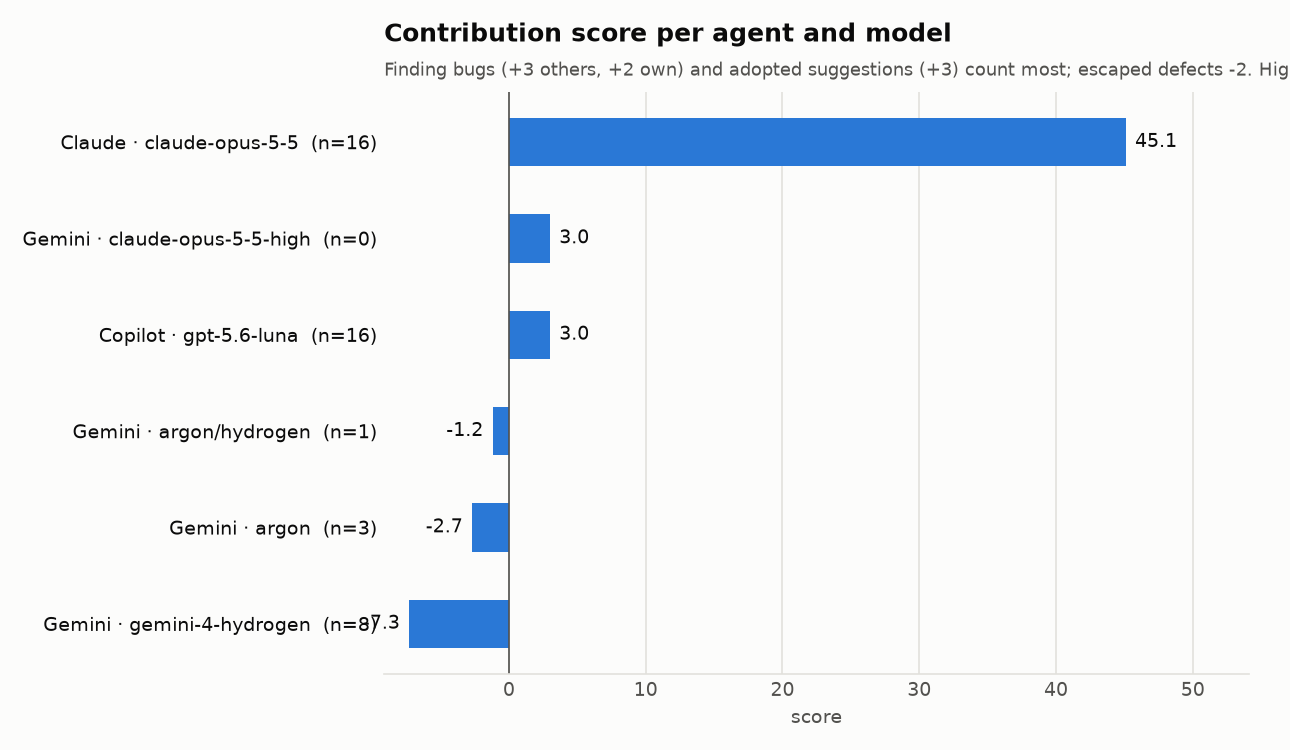 Contribution score per agent and model
Finding bugs (+3 others, +2 own) and adopted suggestions (+3) count most; escaped defects -2. Hig
Claude · claude-opus-5-5 (n=16)
45.1
Gemini · claude-opus-5-5-high (n=0)
3.0
Copilot · gpt-5.6-luna (n=16)
3.0
Gemini · argon/hydrogen (n=1)
-1.2
Gemini · argon (n=3)
-2.7
Gemini · gemini-4-hydrogen (n=8)
-7.3
0 10 20 30 40 50
score